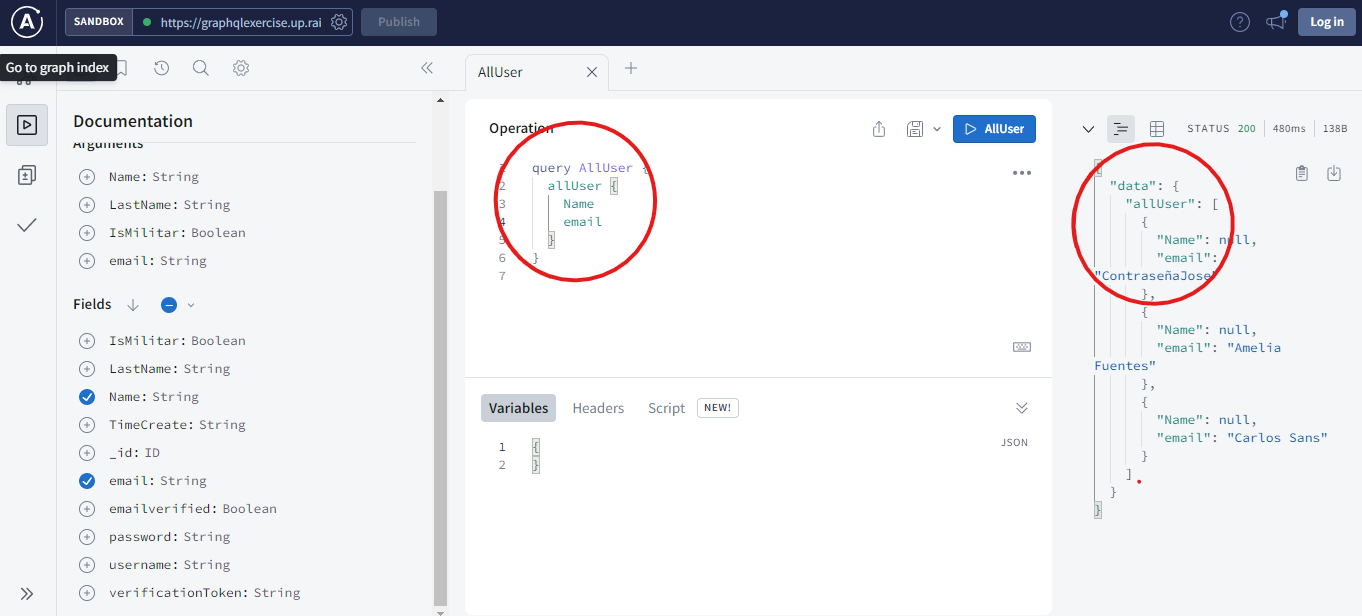 SANDBOX
https://graphqlexercise.up.rai
Publish
Log in
Go to graph index
AllUser
Documentation
Arguments
Name: String
LastName: String
IsMilitar: Boolean
email: String
Fields
IsMilitar: Boolean
LastName: String
Name: String
TimeCreate: String
_id: ID
email: String
emailverified: Boolean
password: String
username: String
verificationToken: String
Operation
AllUser
1 query AllUser {
2 allUser {
3 Name
4 email
5 }
6 }
7
Variables
Headers
Script
NEW!
JSON
1 {
2 }
STATUS 200
480ms
138B
{
"data": {
"allUser": [
{
"Name": null,
"email":
"ContraseñaJose"
},
{
"Name": null,
"email": "Amelia
Fuentes"
},
{
"Name": null,
"email": "Carlos Sans"
}
]
}
}